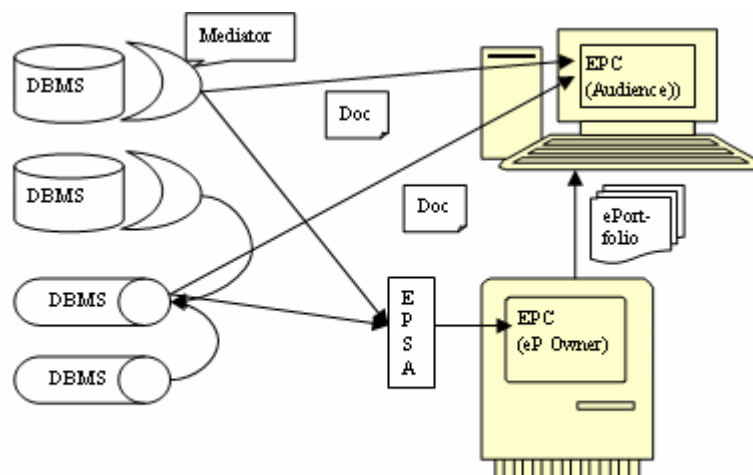 Mediator
DBMS
EPC
(Audience))
Doc
DBMS
Doc
ePort-
folio
DBMS
E
P
S
A
EPC
(eP Owner)
DBMS